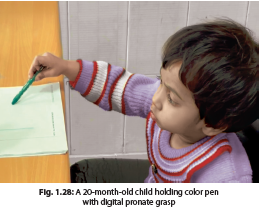 Fig. 1.28: A 20-month-old child holding color pen
with digital pronate grasp